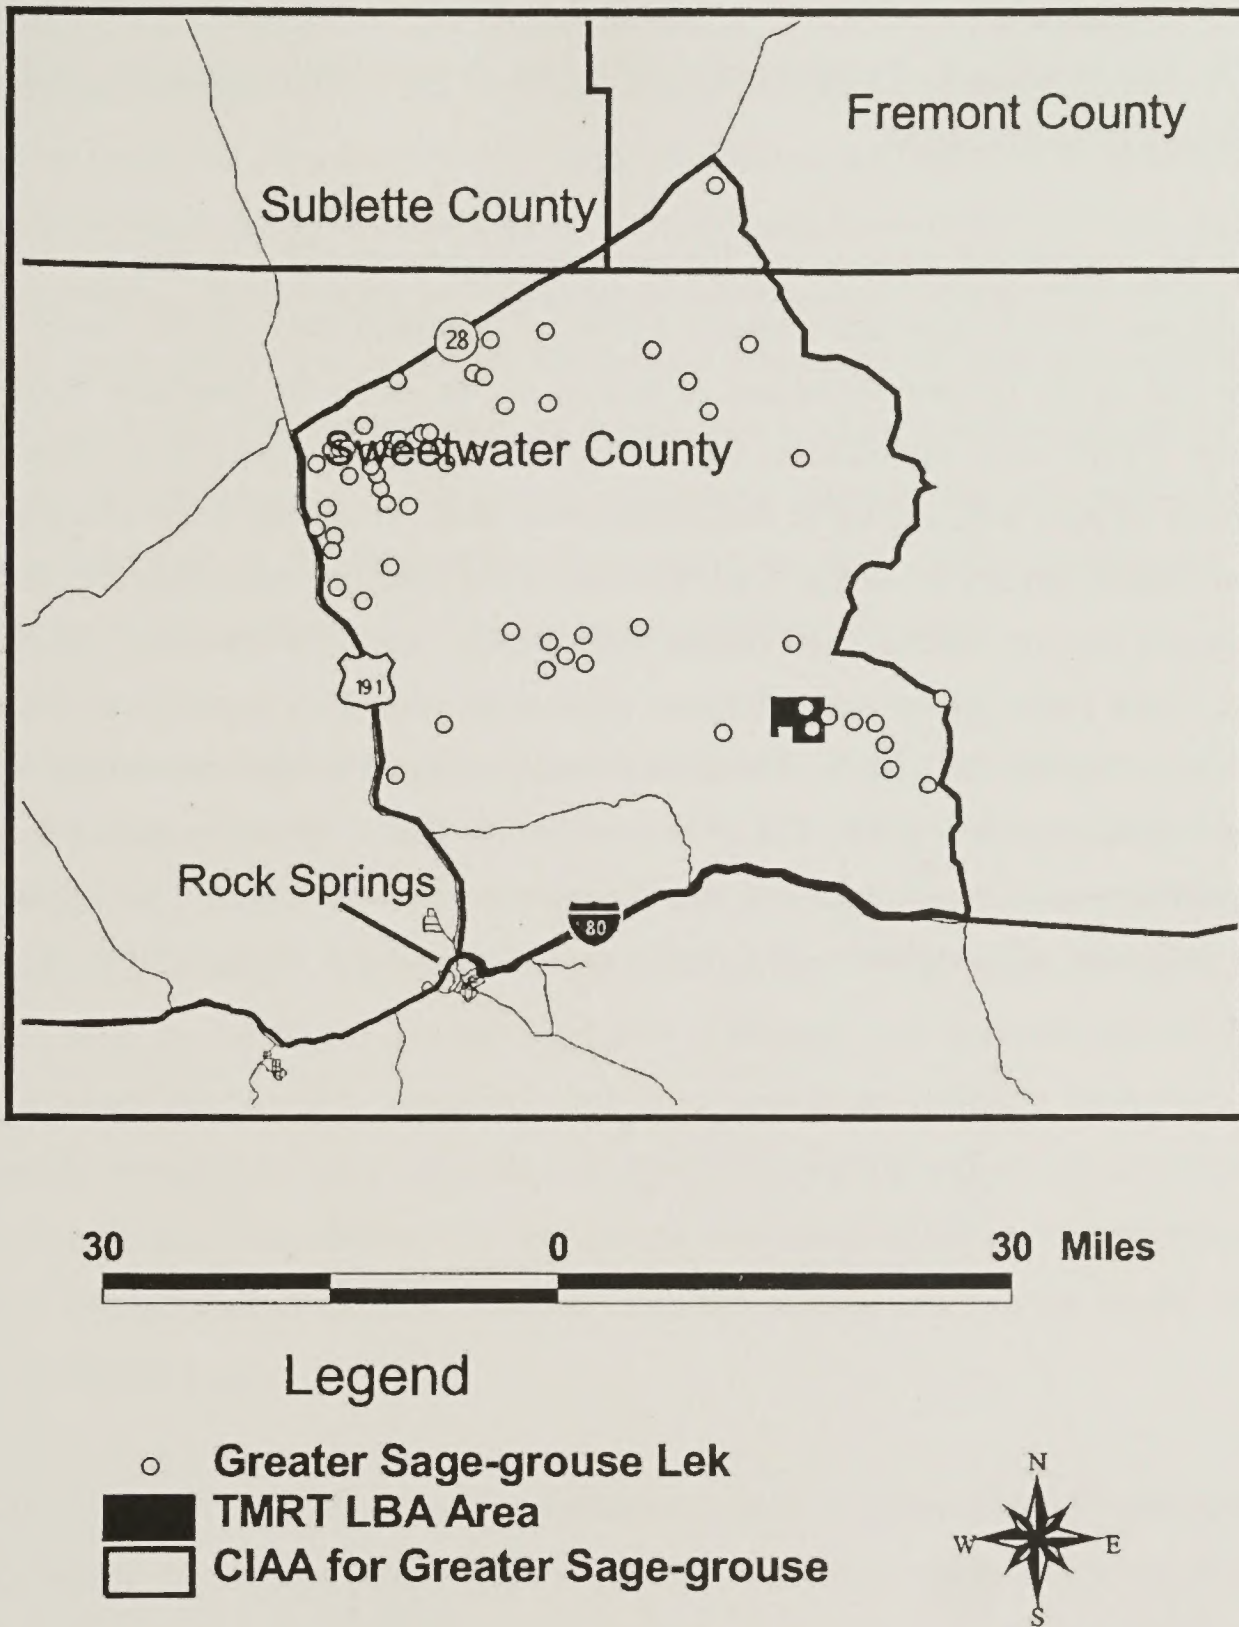 Fremont County
Sublette County
28
Sweetwater County
191
Rock Springs
80
30 0 30 Miles
Legend
Greater Sage-grouse Lek
TMRT LBA Area
CIAA for Greater Sage-grouse
N
W E
S